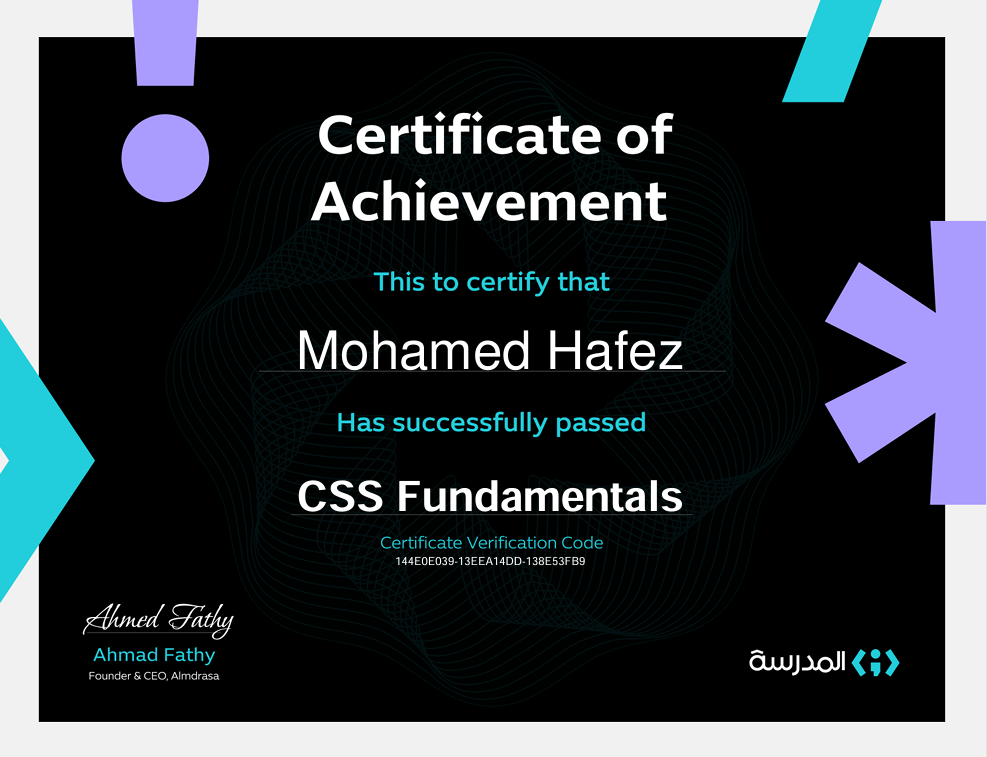 Certificate of
Achievement
This to certify that
Mohamed Hafez
Has successfully passed
CSS Fundamentals
Certificate Verification Code
144E0E039-13EEA14DD-138E53FB9
Ahmed Fathy
Ahmad Fathy
Founder & CEO, Almdrasa
المدرسة